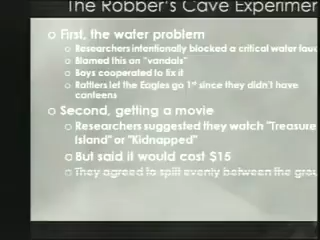 The Robber's Cave Experimen
First, the water problem
Researchers intentionally blocked a critical water fauc
Blamed this on "vandals"
Boys cooperated to fix it
Rattlers let the Eagles go 1st since they didn't have
canteens
Second, getting a movie
Researchers suggested they watch "Treasure
Island" or "Kidnapped"
But said it would cost $15
They agreed to split evenly between the grou